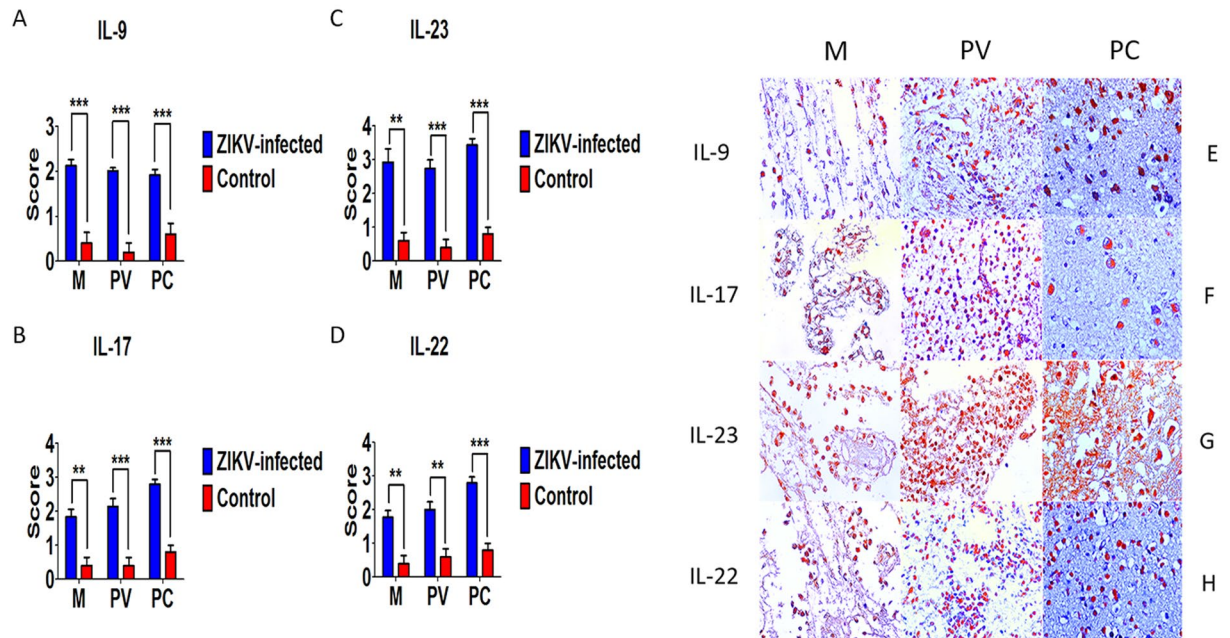 A
IL-9
***
***
***
3
2
1
0
Score
M PV PC
ZIKV-infected
Control
C
IL-23
**
***
***
4
3
2
1
0
Score
M PV PC
ZIKV-infected
Control
B
IL-17
**
***
***
4
3
2
1
0
Score
M PV PC
ZIKV-infected
Control
D
IL-22
**
**
***
4
3
2
1
0
Score
M PV PC
ZIKV-infected
Control
M PV PC
IL-9 E
IL-17 F
IL-23 G
IL-22 H